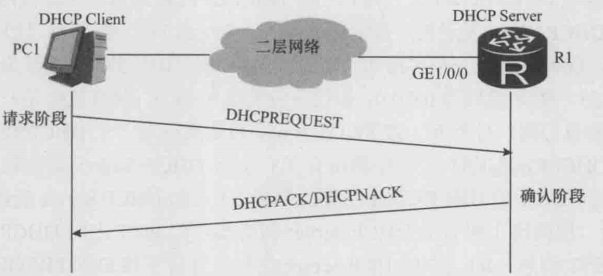 DHCP Client
DHCP Server
PC1
二层网络
R
R1
GE1/0/0
请求阶段
DHCPREQUEST
DHCPACK/DHCPNACK
确认阶段